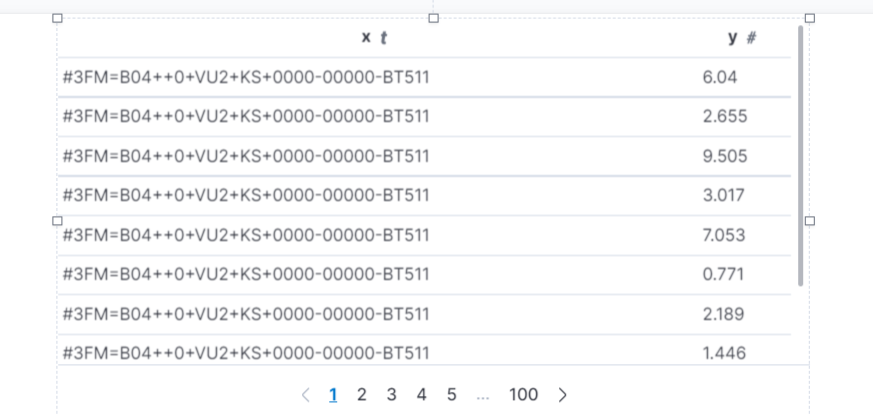 x t y #
#3FM=B04++0+VU2+KS+0000-00000-BT511 6.04
#3FM=B04++0+VU2+KS+0000-00000-BT511 2.655
#3FM=B04++0+VU2+KS+0000-00000-BT511 9.505
#3FM=B04++0+VU2+KS+0000-00000-BT511 3.017
#3FM=B04++0+VU2+KS+0000-00000-BT511 7.053
#3FM=B04++0+VU2+KS+0000-00000-BT511 0.771
#3FM=B04++0+VU2+KS+0000-00000-BT511 2.189
#3FM=B04++0+VU2+KS+0000-00000-BT511 1.446
< 1 2 3 4 5 ... 100 >